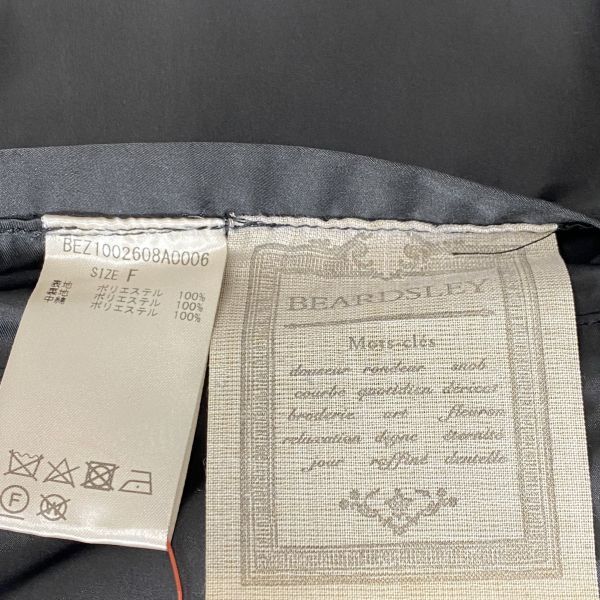 BEZ1002608A0006
SIZE F
表地 ポリエステル 100%
裏地 ポリエステル 100%
中綿 ポリエステル 100%
F
W
BEARDSLEY
Mots-clés
douceur rondeur snob
courbe quotidien dericat
braderie art fleuron
relaxation digne éternité
jour raffiné dentelle